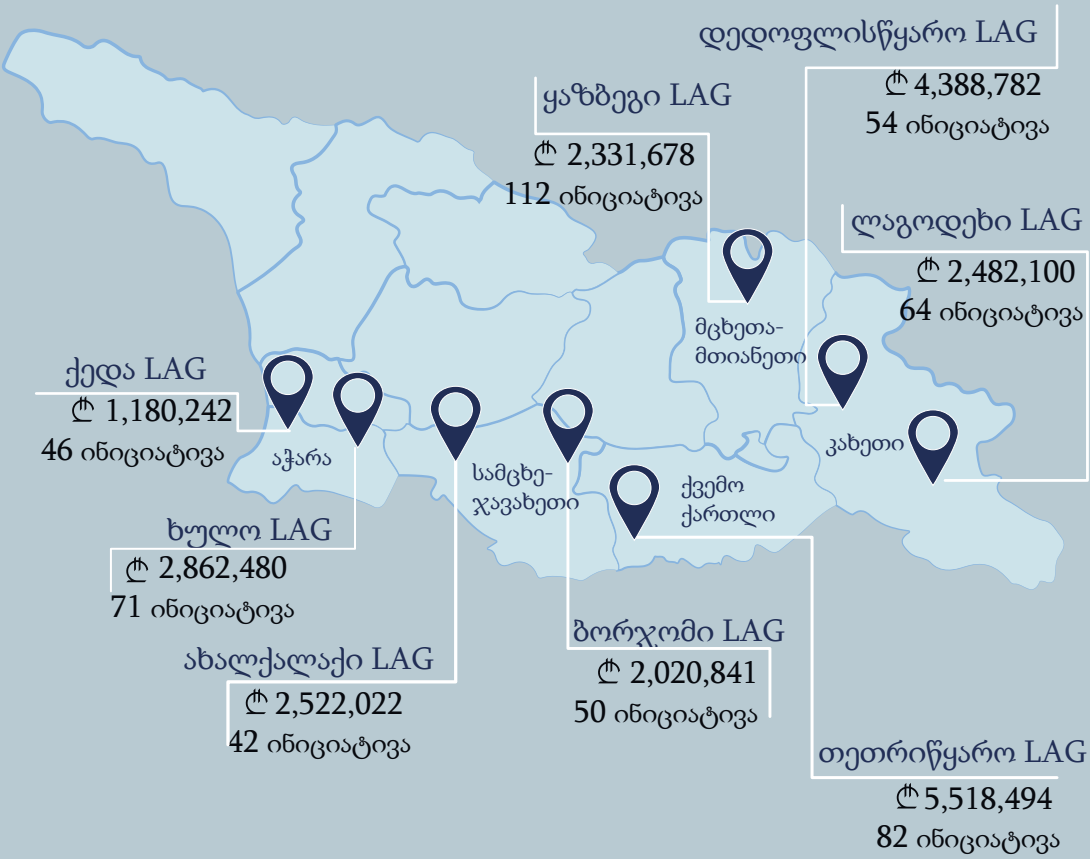 დედოფლისწყარო LAG
₾ 4,388,782
54 ინიციატივა
ყაზბეგი LAG
₾ 2,331,678
112 ინიციატივა
ლაგოდეხი LAG
₾ 2,482,100
64 ინიციატივა
მცხეთა-
მთიანეთი
ქედა LAG
₾ 1,180,242
46 ინიციატივა
აჭარა
სამცხე-
ჯავახეთი
ქვემო
ქართლი
კახეთი
ხულო LAG
₾ 2,862,480
71 ინიციატივა
ახალქალაქი LAG
₾ 2,522,022
42 ინიციატივა
ბორჯომი LAG
₾ 2,020,841
50 ინიციატივა
თეთრიწყარო LAG
₾ 5,518,494
82 ინიციატივა